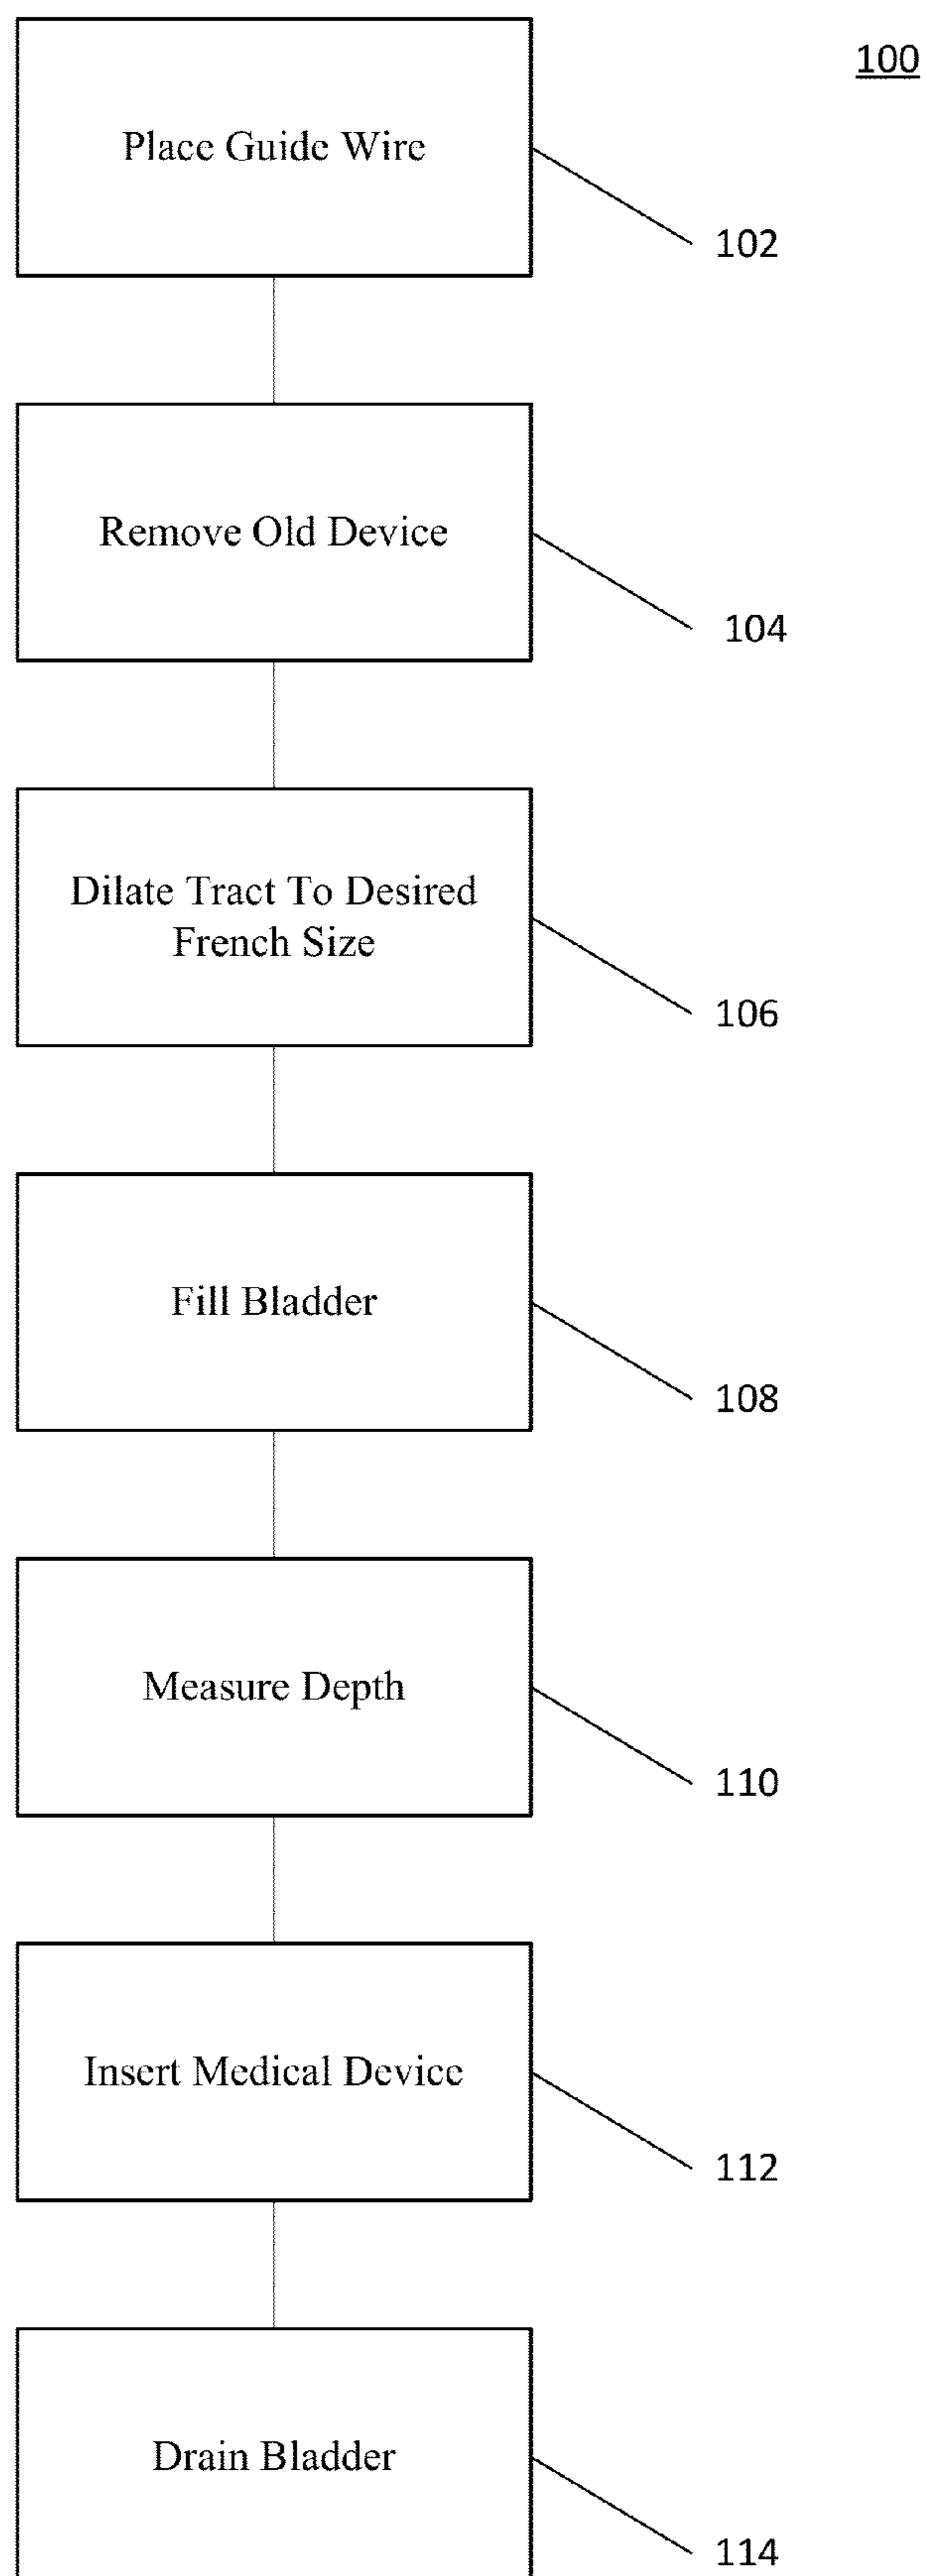 100
Place Guide Wire
102
Remove Old Device
104
Dilate Tract To Desired
French Size
106
Fill Bladder
108
Measure Depth
110
Insert Medical Device
112
Drain Bladder
114